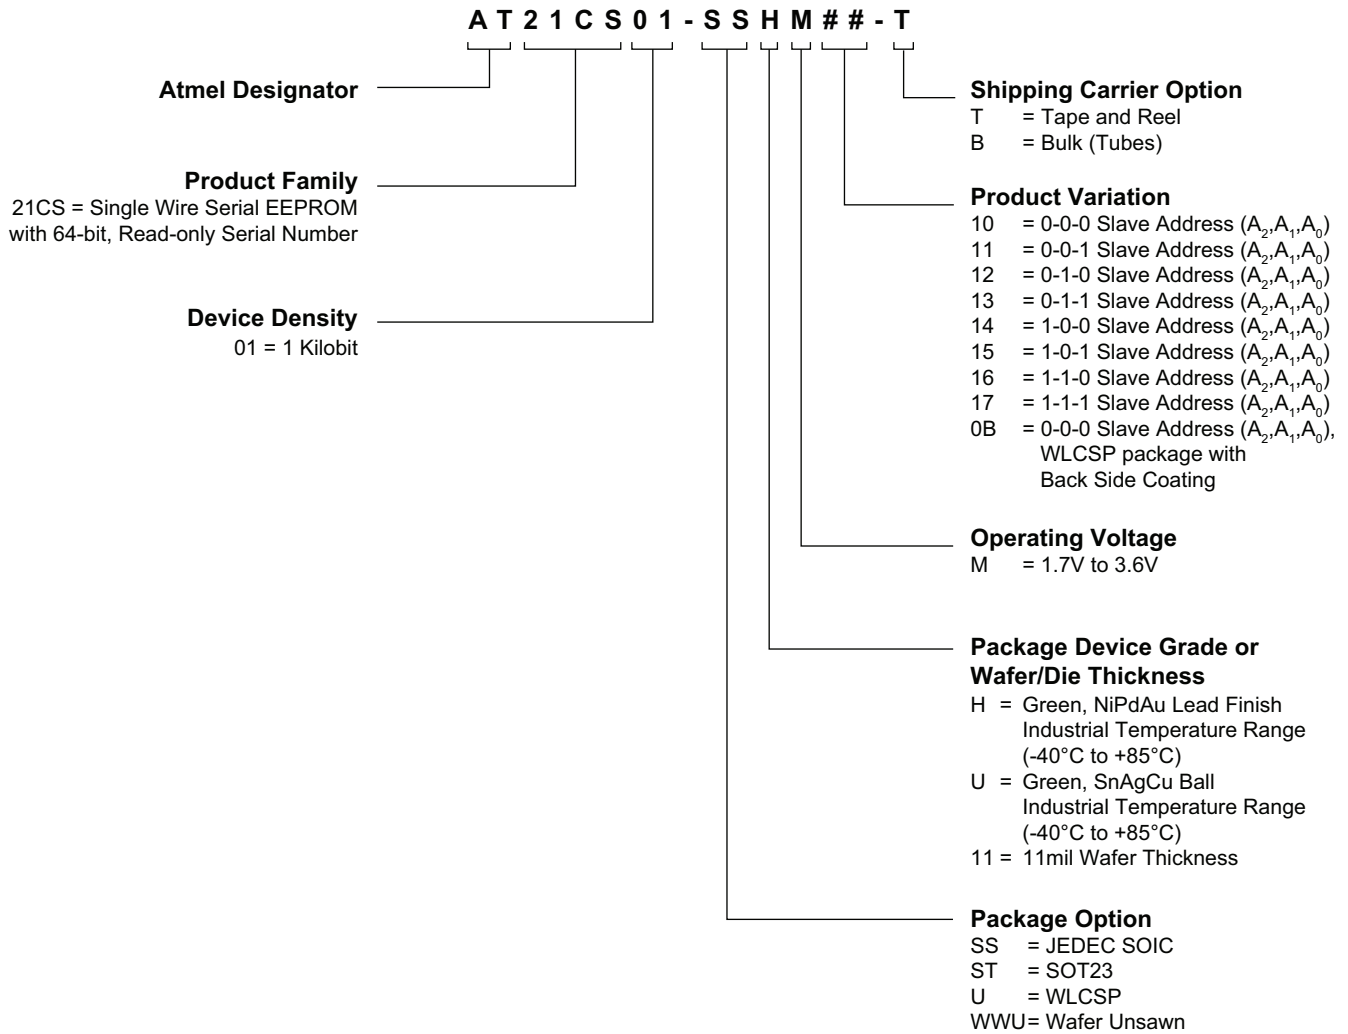 AT21CS01-SSHM##-T
Atmel Designator
Product Family
21CS = Single Wire Serial EEPROM
with 64-bit, Read-only Serial Number
Device Density
01 = 1 Kilobit
Shipping Carrier Option
T = Tape and Reel
B = Bulk (Tubes)
Product Variation
10 = 0-0-0 Slave Address (A2,A1,A0)
11 = 0-0-1 Slave Address (A2,A1,A0)
12 = 0-1-0 Slave Address (A2,A1,A0)
13 = 0-1-1 Slave Address (A2,A1,A0)
14 = 1-0-0 Slave Address (A2,A1,A0)
15 = 1-0-1 Slave Address (A2,A1,A0)
16 = 1-1-0 Slave Address (A2,A1,A0)
17 = 1-1-1 Slave Address (A2,A1,A0)
0B = 0-0-0 Slave Address (A2,A1,A0),
WLCSP package with
Back Side Coating
Operating Voltage
M = 1.7V to 3.6V
Package Device Grade or
Wafer/Die Thickness
H = Green, NiPdAu Lead Finish
Industrial Temperature Range
(-40°C to +85°C)
U = Green, SnAgCu Ball
Industrial Temperature Range
(-40°C to +85°C)
11 = 11mil Wafer Thickness
Package Option
SS = JEDEC SOIC
ST = SOT23
U = WLCSP
WWU= Wafer Unsawn